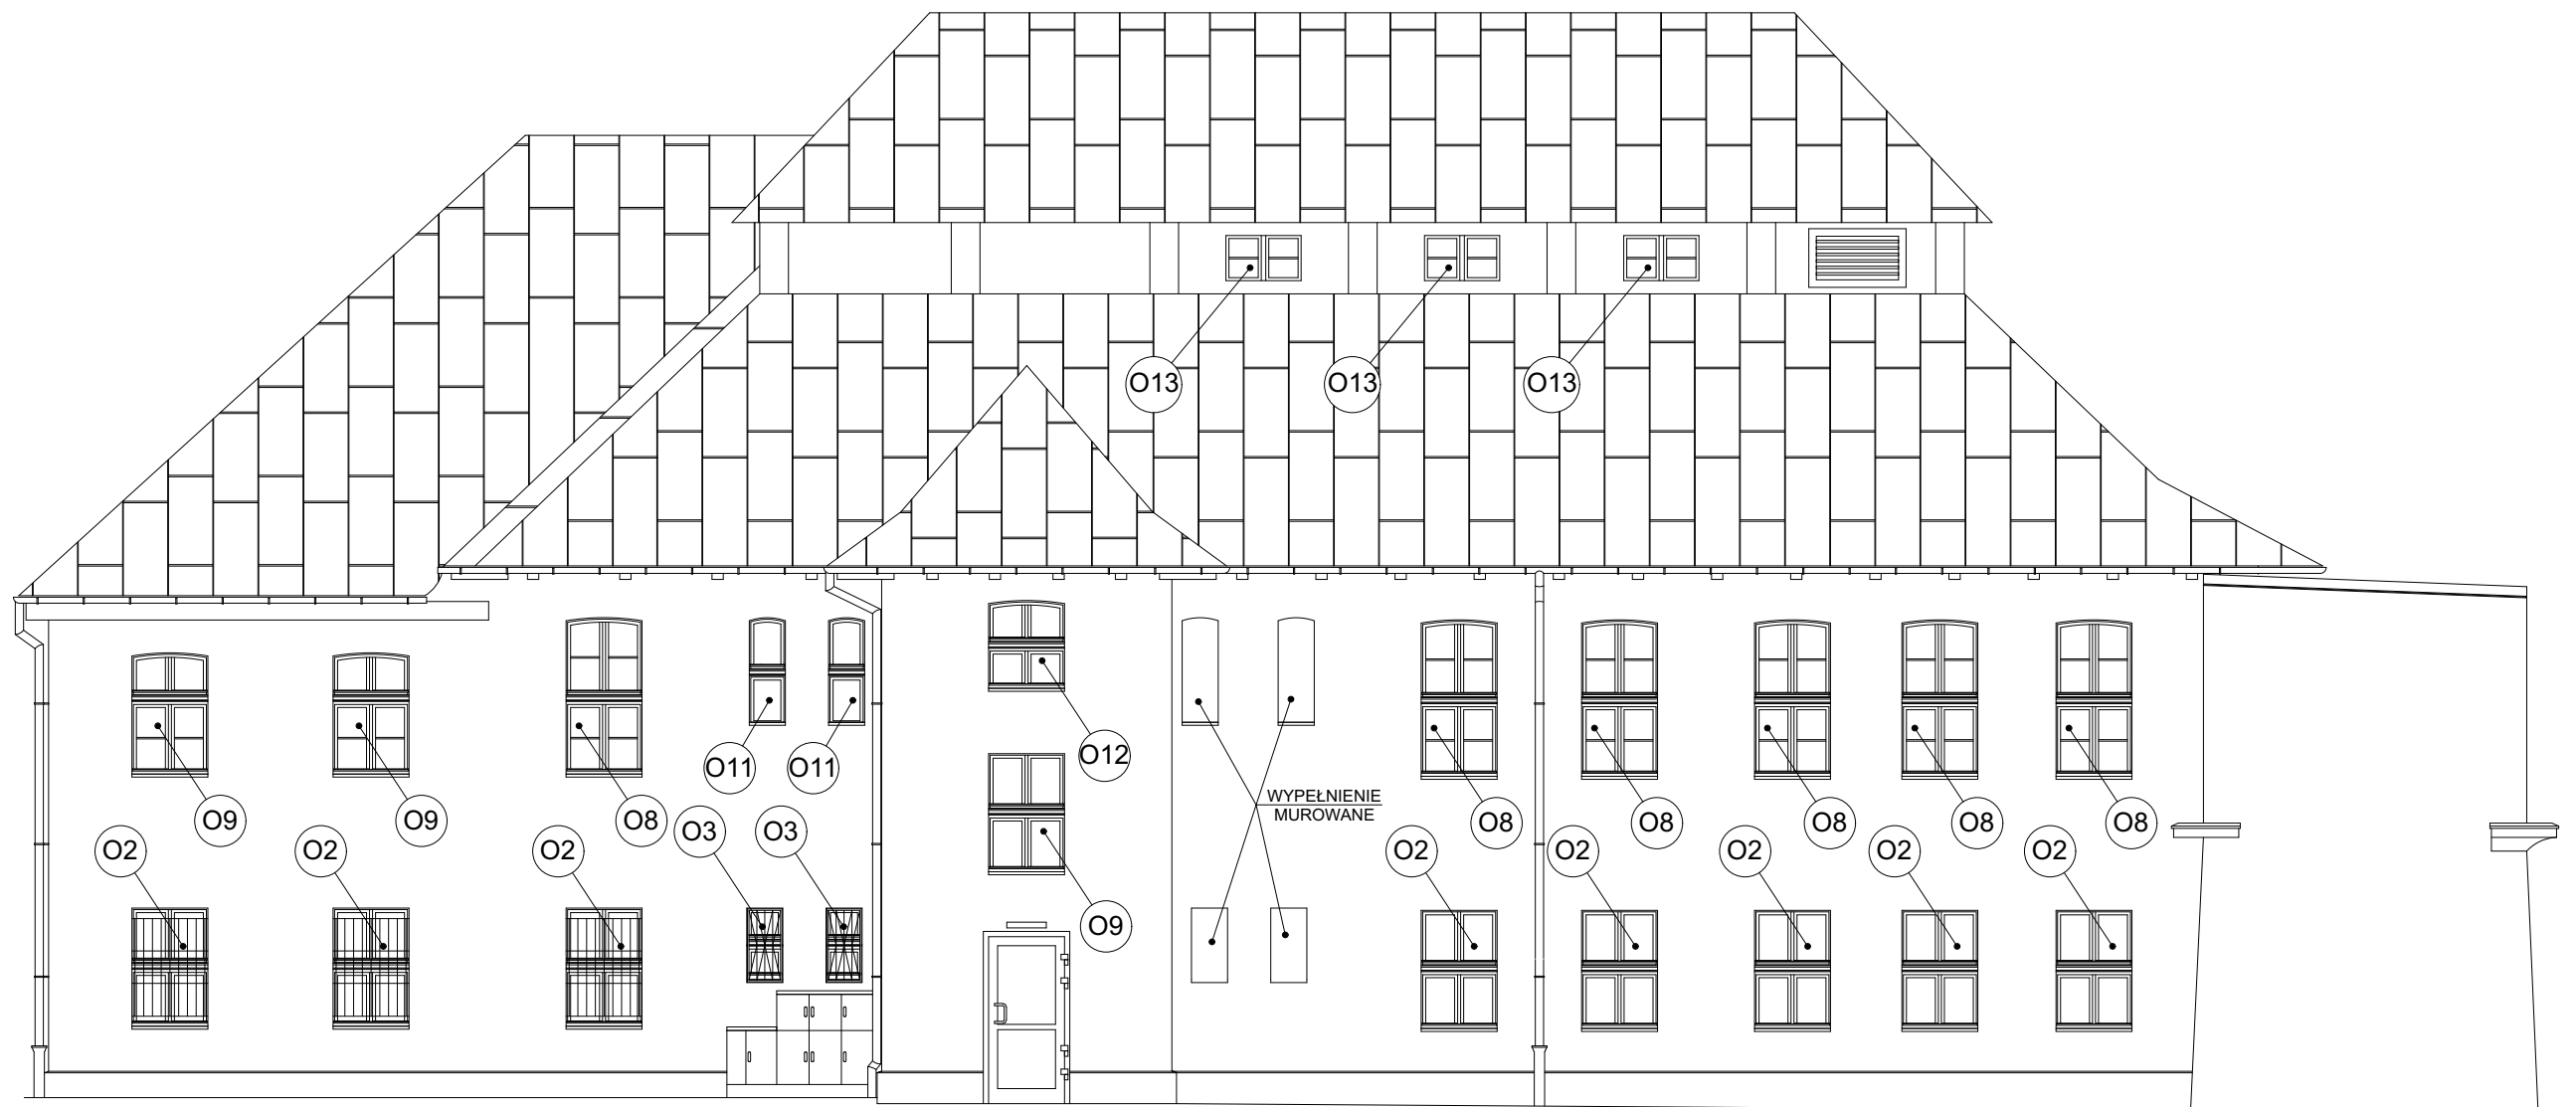 O13 O13 O13
O12
O11 O11
WYPEŁNIENIE
MUROWANE
O9 O9 O8 O3 O3 O8 O8 O8 O8 O8
O2 O2 O2 O2 O2 O2 O2 O2
O9